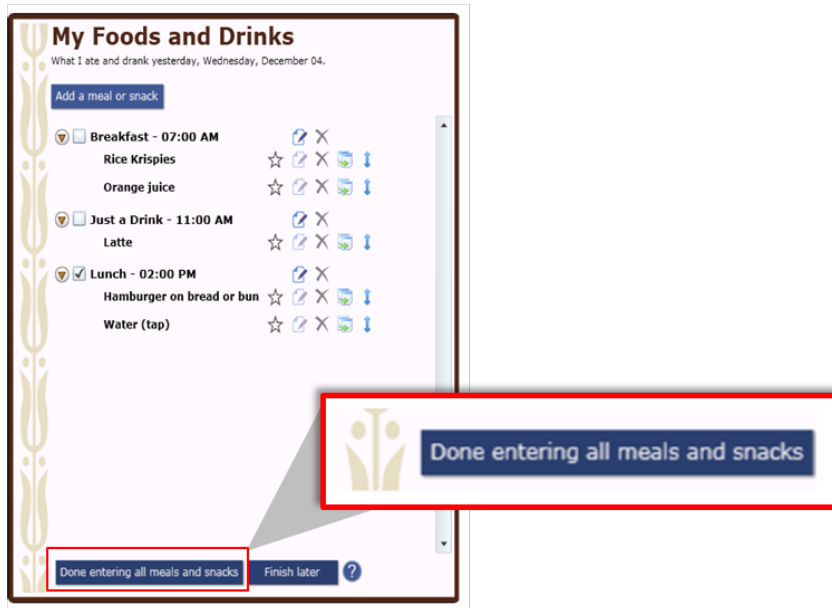 My Foods and Drinks
What I ate and drank yesterday, Wednesday, December 04.
Add a meal or snack
Breakfast - 07:00 AM
Rice Krispies
Orange juice
Just a Drink - 11:00 AM
Latte
Lunch - 02:00 PM
Hamburger on bread or bun
Water (tap)
Done entering all meals and snacks
Done entering all meals and snacks Finish later ?